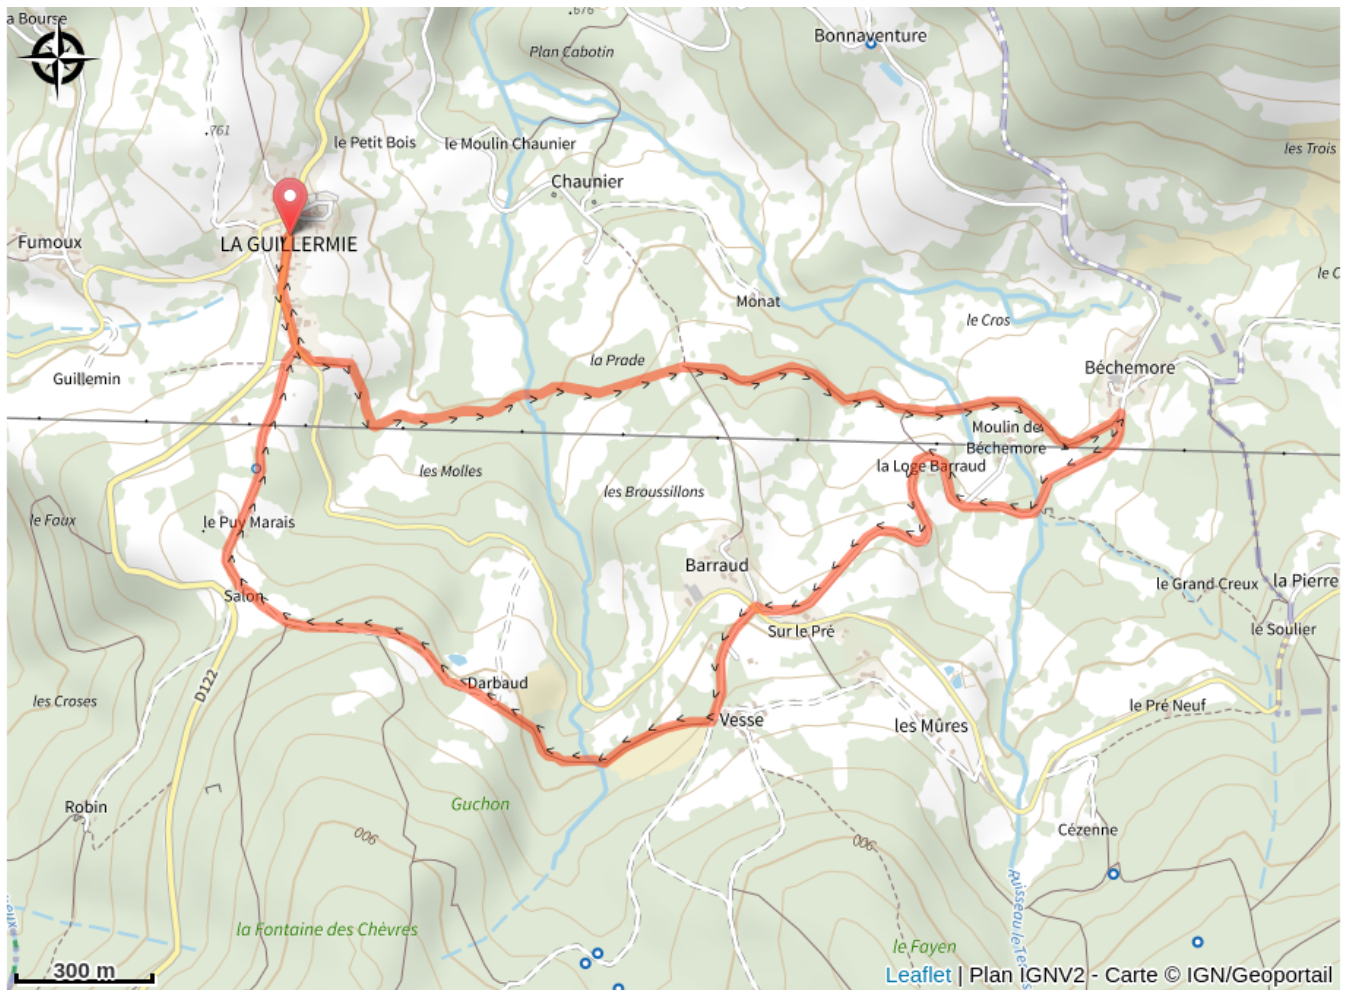 a Bourse
.676
Bonnaventure
Plan Cabotin
.761
le Petit Bois
le Moulin Chaunier
les Trois
Chaunier
Fumoux
LA GUILLERMIE
le C
Monat
le Cros
la Prade
Béchemore
Guillemin
Moulin de
Béchemore
les Molles
la Loge Barraud
les Broussillons
le Faux
le Puy Marais
Barraud
le Grand Creux
la Pierre
Salon
Sur le Pré
le Soulier
Darbaud
D122
les Croses
le Pré Neuf
Vesse
les Mûres
Guchon
Robin
900
900
Cézenne
la Fontaine des Chèvres
le Fayen
300 m
Leaflet | Plan IGNV2 - Carte © IGN/Geoportail